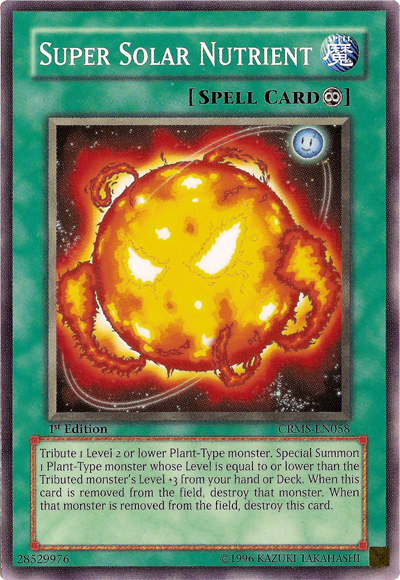 SUPER SOLAR NUTRIENT
SPELL
魔
[SPELL CARD]
1st Edition
CRMS-EN058
Tribute 1 Level 2 or lower Plant-Type monster. Special Summon
1 Plant-Type monster whose Level is equal to or lower than the
Tributed monster's Level +3 from your hand or Deck. When this
card is removed from the field, destroy that monster. When
that monster is removed from the field, destroy this card.
28529976
©1996 KAZUKI TAKAHASHI